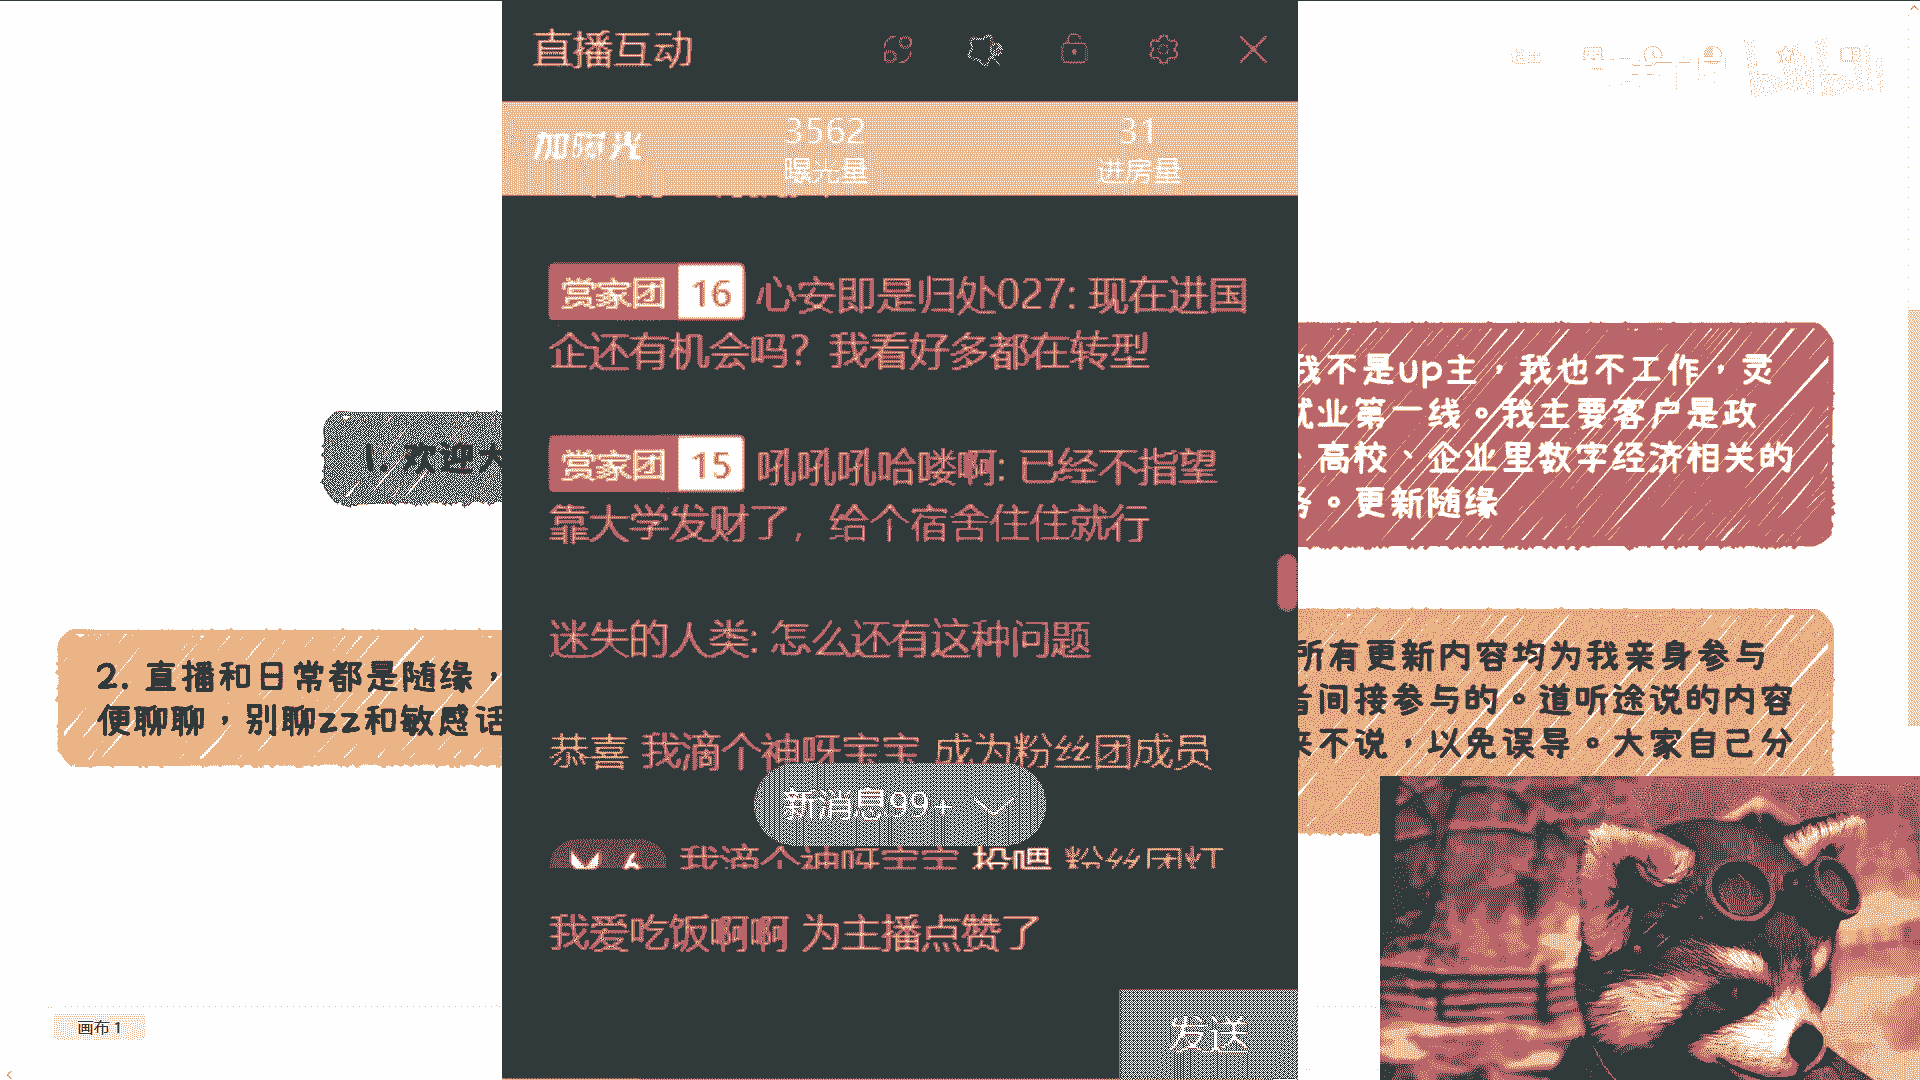 直播互动
加曝光
3562
31
曝光量
进房量
赏家团 16 心安即是归处027: 现在进国
企还有机会吗？我看好多都在转型
赏家团 15 吼吼吼哈喽啊: 已经不指望
靠大学发财了，给个宿舍住住就行
迷失的人类: 怎么还有这种问题
恭喜 我滴个神呀宝宝 成为粉丝团成员
新消息99+
我滴个神呀宝宝 投喂 粉丝团灯
我爱吃饭啊啊 为主播点赞了
发送
1. 欢迎大
2. 直播和日常都是随缘，
便聊聊，别聊zz和敏感话
我不是up主，我也不工作，灵
就业第一线。我主要客户是政
、高校、企业里数字经济相关的
务。更新随缘
所有更新内容均为我亲身参与
者间接参与的。道听途说的内容
来不说，以免误导。大家自己分
画布 1